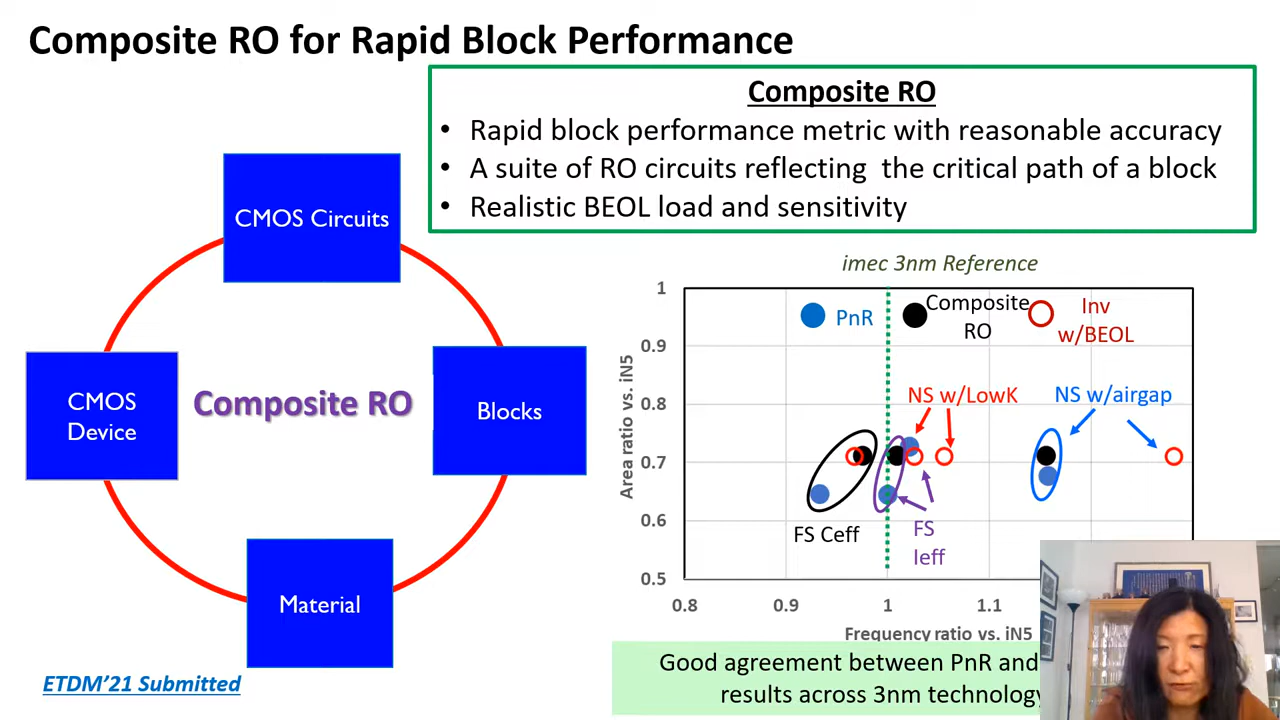 Composite RO for Rapid Block Performance
Composite RO
• Rapid block performance metric with reasonable accuracy
• A suite of RO circuits reflecting the critical path of a block
• Realistic BEOL load and sensitivity
CMOS Circuits
CMOS
Device
Composite RO
Blocks
Material
ETDM'21 Submitted
imec 3nm Reference
PnR
Composite
RO
Inv
w/BEOL
NS w/LowK
NS w/airgap
FS Ceff
FS
Ieff
Area ratio vs. iN5
1
0.9
0.8
0.7
0.6
0.5
0.8
0.9
1
1.1
Frequency ratio vs. iN5
Good agreement between PnR and
results across 3nm technology